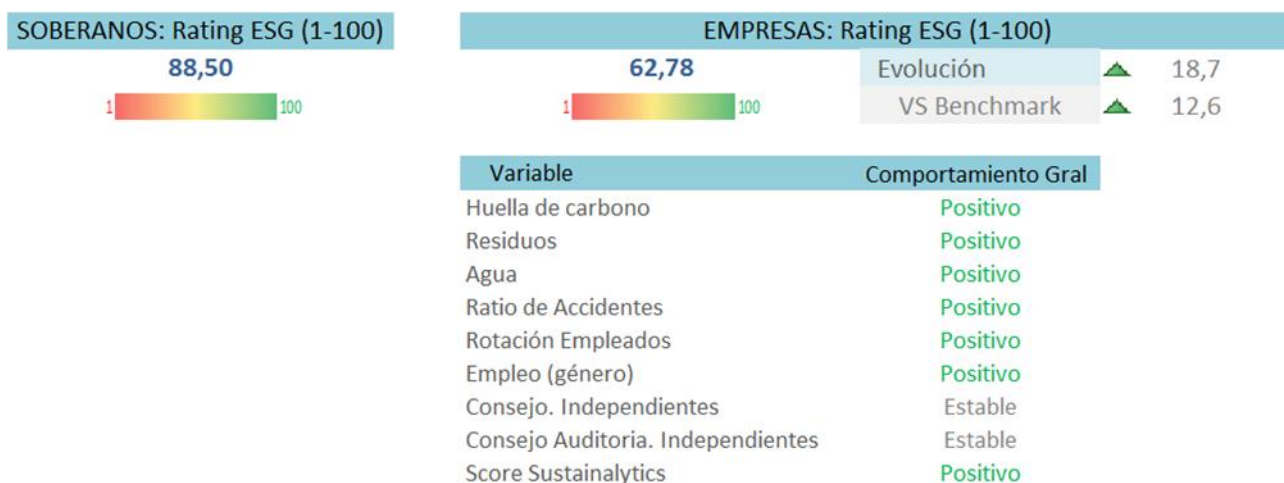 SOBERANOS: Rating ESG (1-100)
88,50
1 100
EMPRESAS: Rating ESG (1-100)
62,78
1 100
Evolución 18,7
VS Benchmark 12,6
Variable Comportamiento Gral
Huella de carbono Positivo
Residuos Positivo
Agua Positivo
Ratio de Accidentes Positivo
Rotación Empleados Positivo
Empleo (género) Positivo
Consejo. Independientes Estable
Consejo Auditoria. Independientes Estable
Score Sustainalytics Positivo